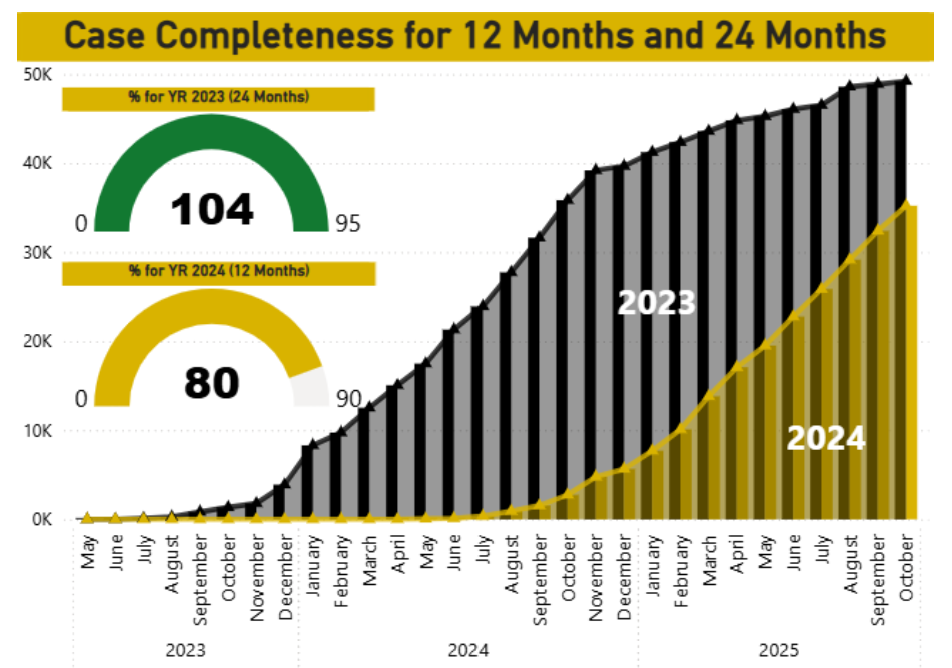 Case Completeness for 12 Months and 24 Months
50K
40K
30K
20K
10K
0K
% for YR 2023 (24 Months)
104
0
95
% for YR 2024 (12 Months)
80
0
90
2023
2024
May
June
July
August
September
October
November
December
January
February
March
April
May
June
July
August
September
October
November
December
January
February
March
April
May
June
July
August
September
October
2023
2024
2025